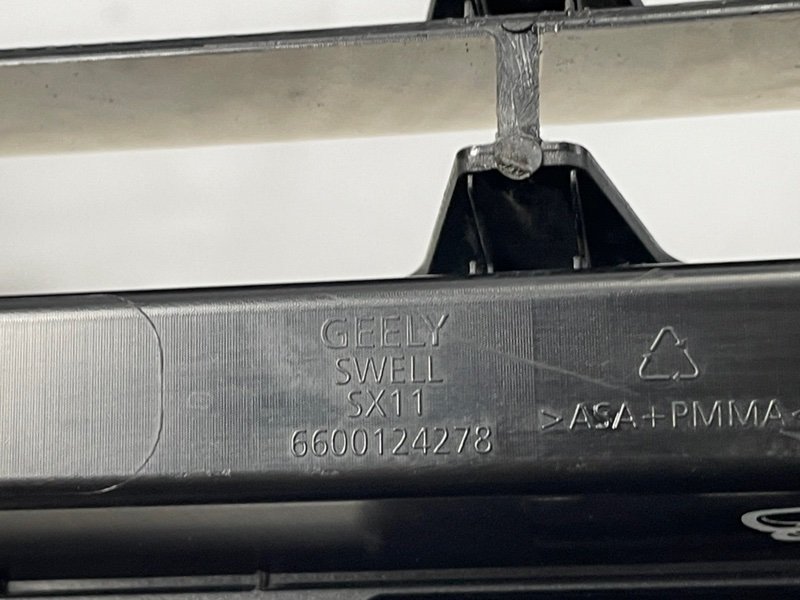 GEELY
SWELL
SX11
6600124278
>ASA+PMMA<